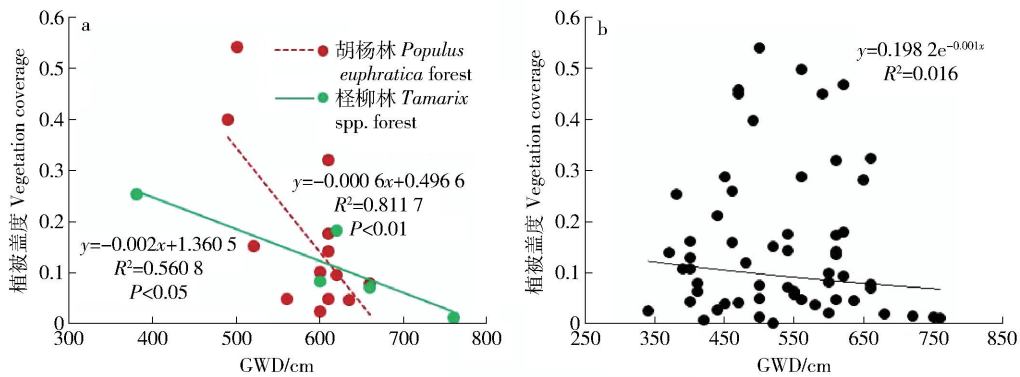 a
胡杨林 Populus
euphratica forest
柽柳林 Tamarix
spp. forest
y=-0.000 6x+0.496 6
R²=0.811 7
P<0.01
y=-0.002x+1.360 5
R²=0.560 8
P<0.05
植被盖度 Vegetation coverage
0.6
0.5
0.4
0.3
0.2
0.1
0
300 400 500 600 700 800
GWD/cm
b
y=0.198 2e^-0.001x
R²=0.016
植被盖度 Vegetation coverage
0.6
0.5
0.4
0.3
0.2
0.1
0
250 350 450 550 650 750 850
GWD/cm